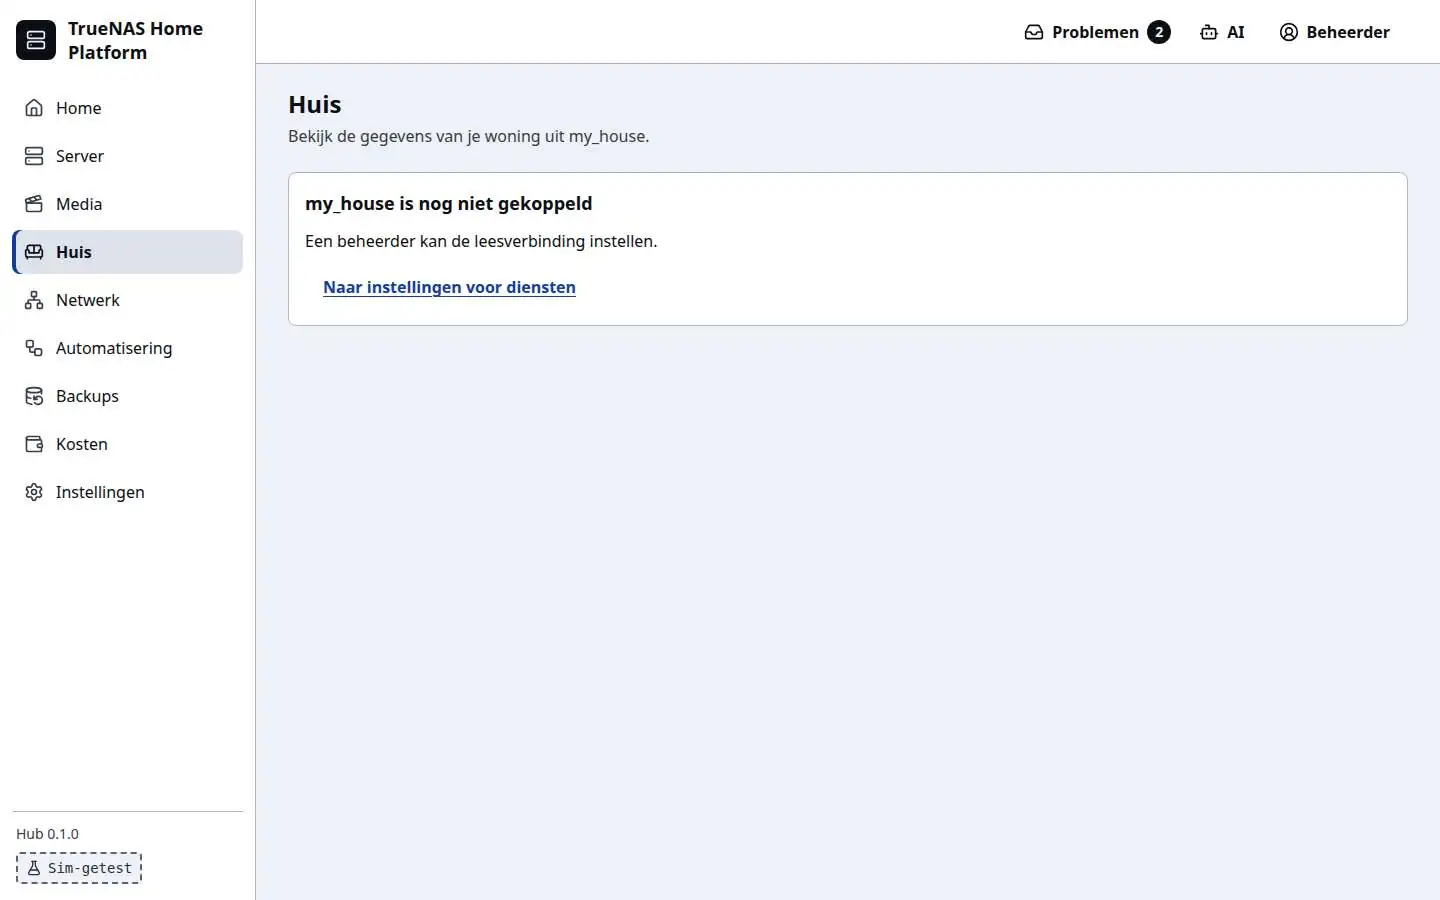 TrueNAS Home
Platform
Home
Server
Media
Huis
Netwerk
Automatisering
Backups
Kosten
Instellingen
Hub 0.1.0
Sim-getest
Problemen 2
AI
Beheerder
Huis
Bekijk de gegevens van je woning uit my_house.
my_house is nog niet gekoppeld
Een beheerder kan de leesverbinding instellen.
Naar instellingen voor diensten